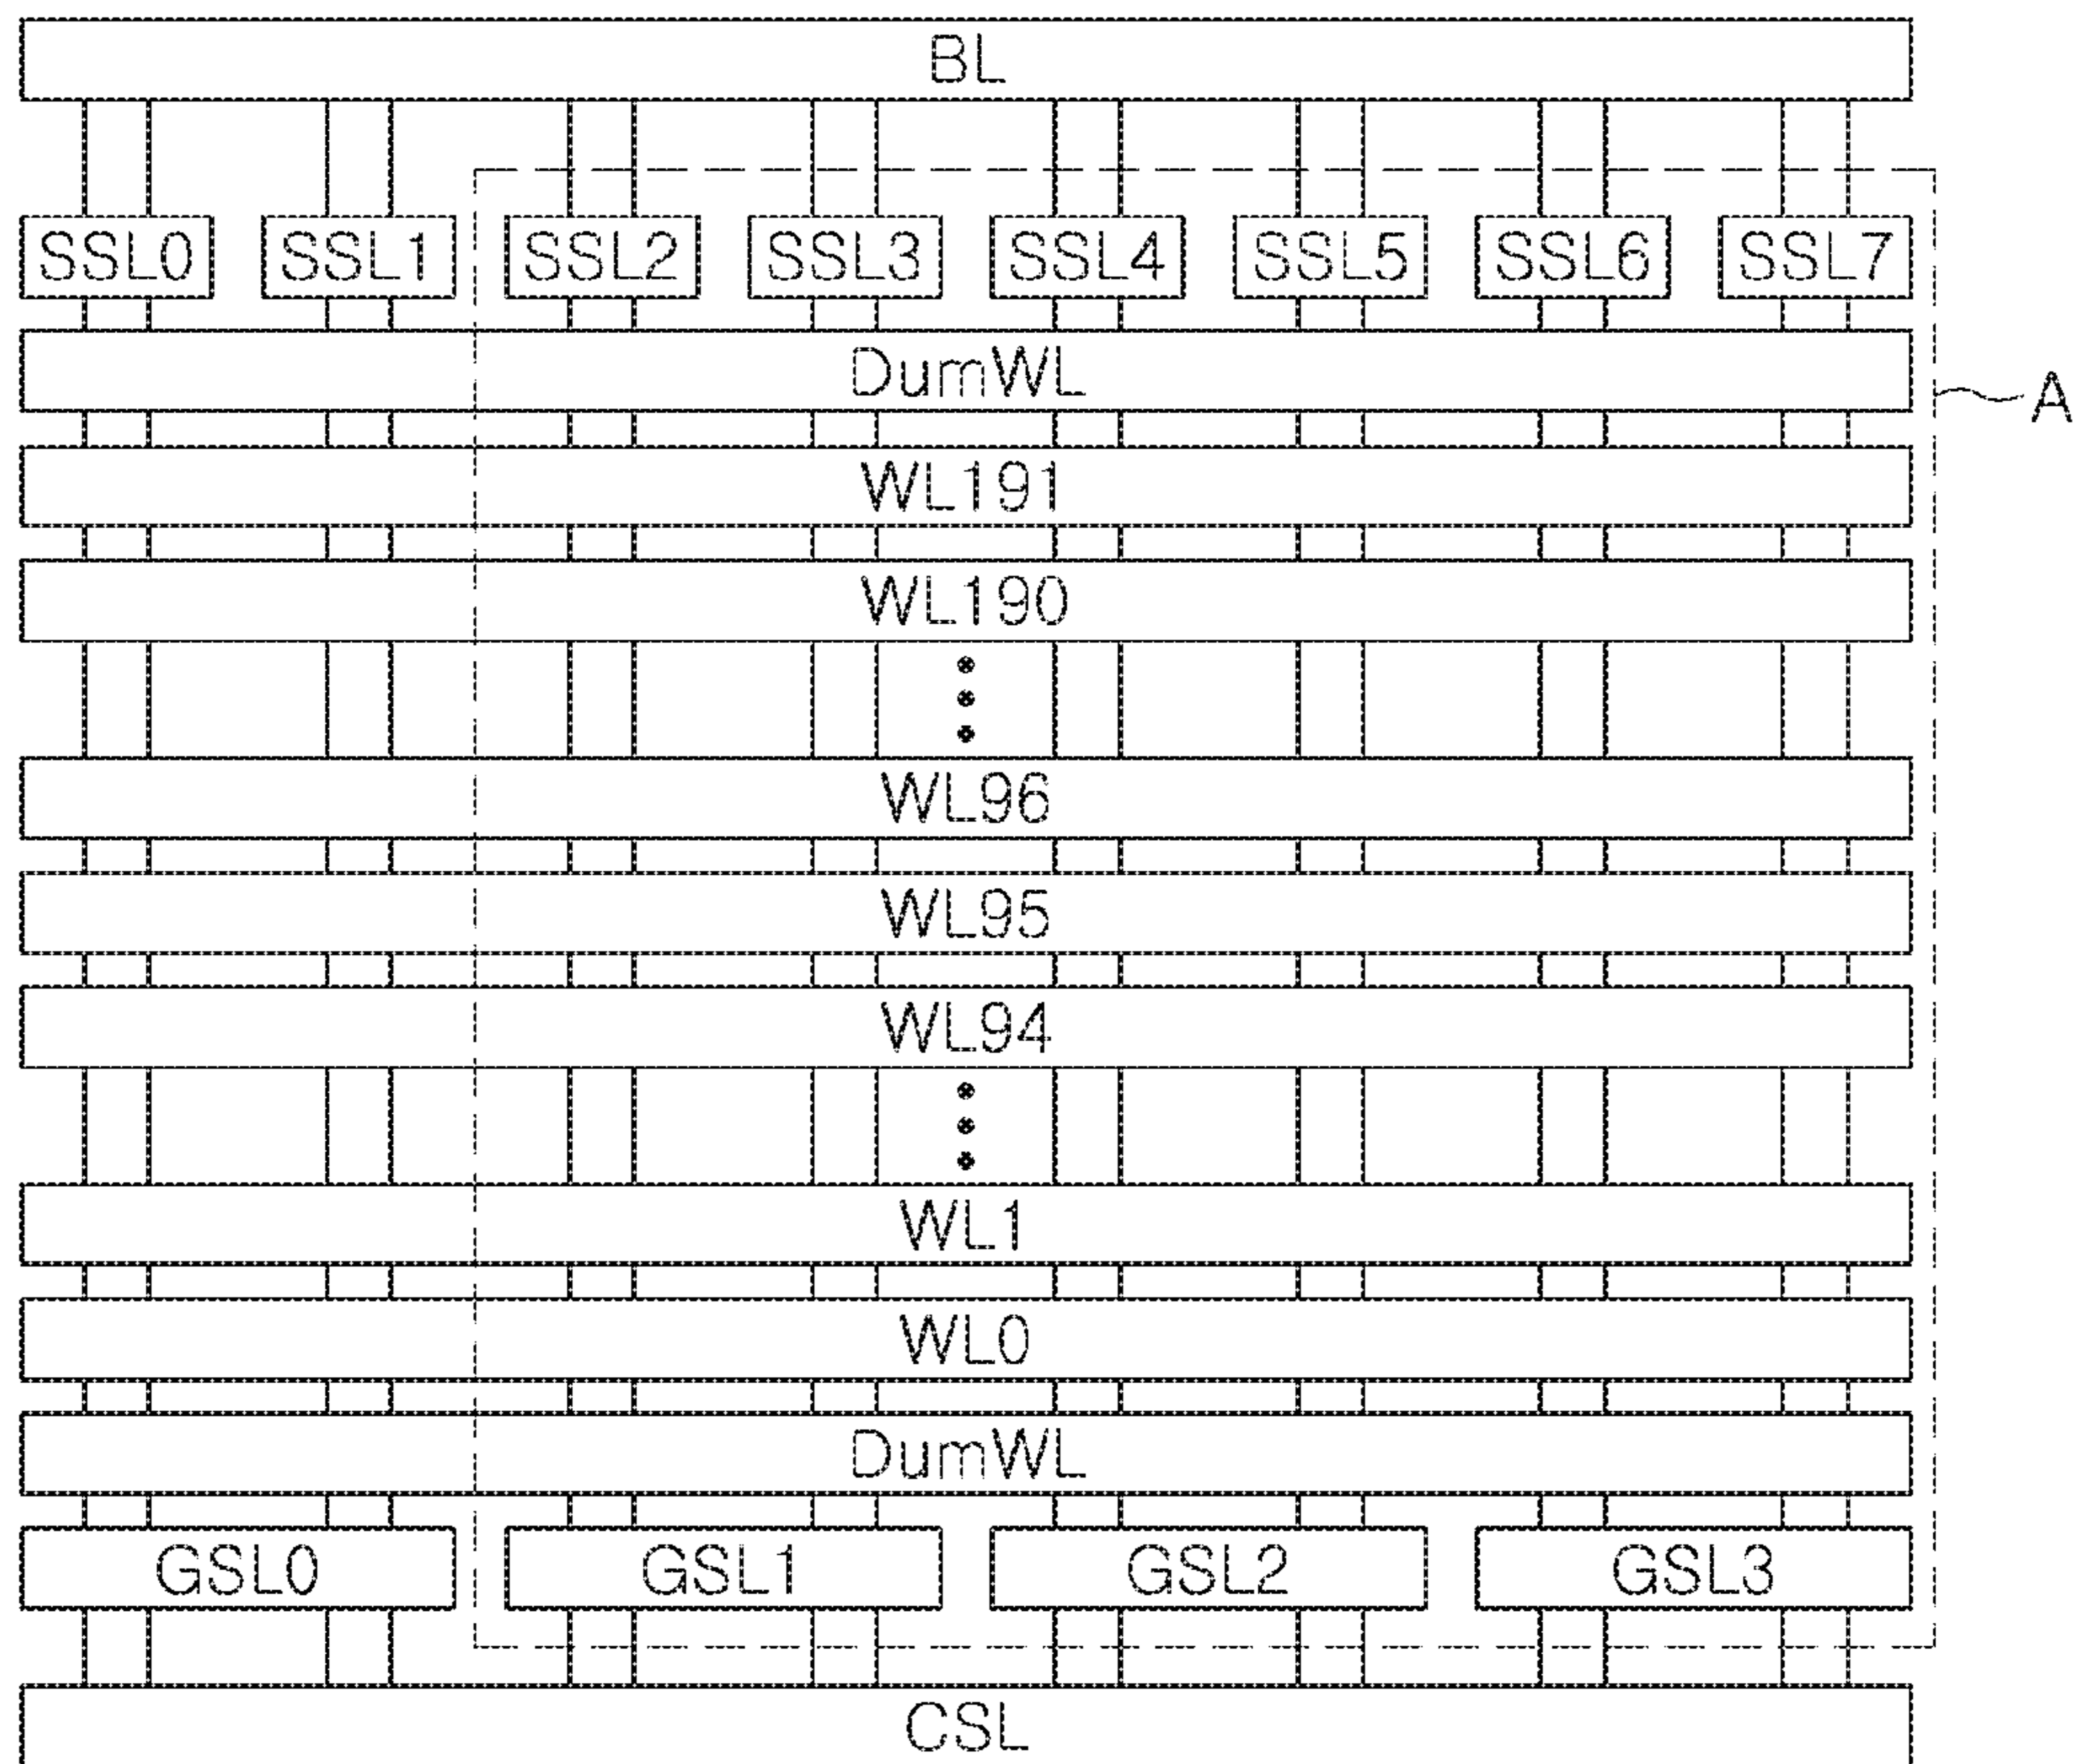 BL
SSL0 SSL1 SSL2 SSL3 SSL4 SSL5 SSL6 SSL7
DumWL
A
WL191
WL190
WL96
WL95
WL94
WL1
WL0
DumWL
GSL0 GSL1 GSL2 GSL3
CSL